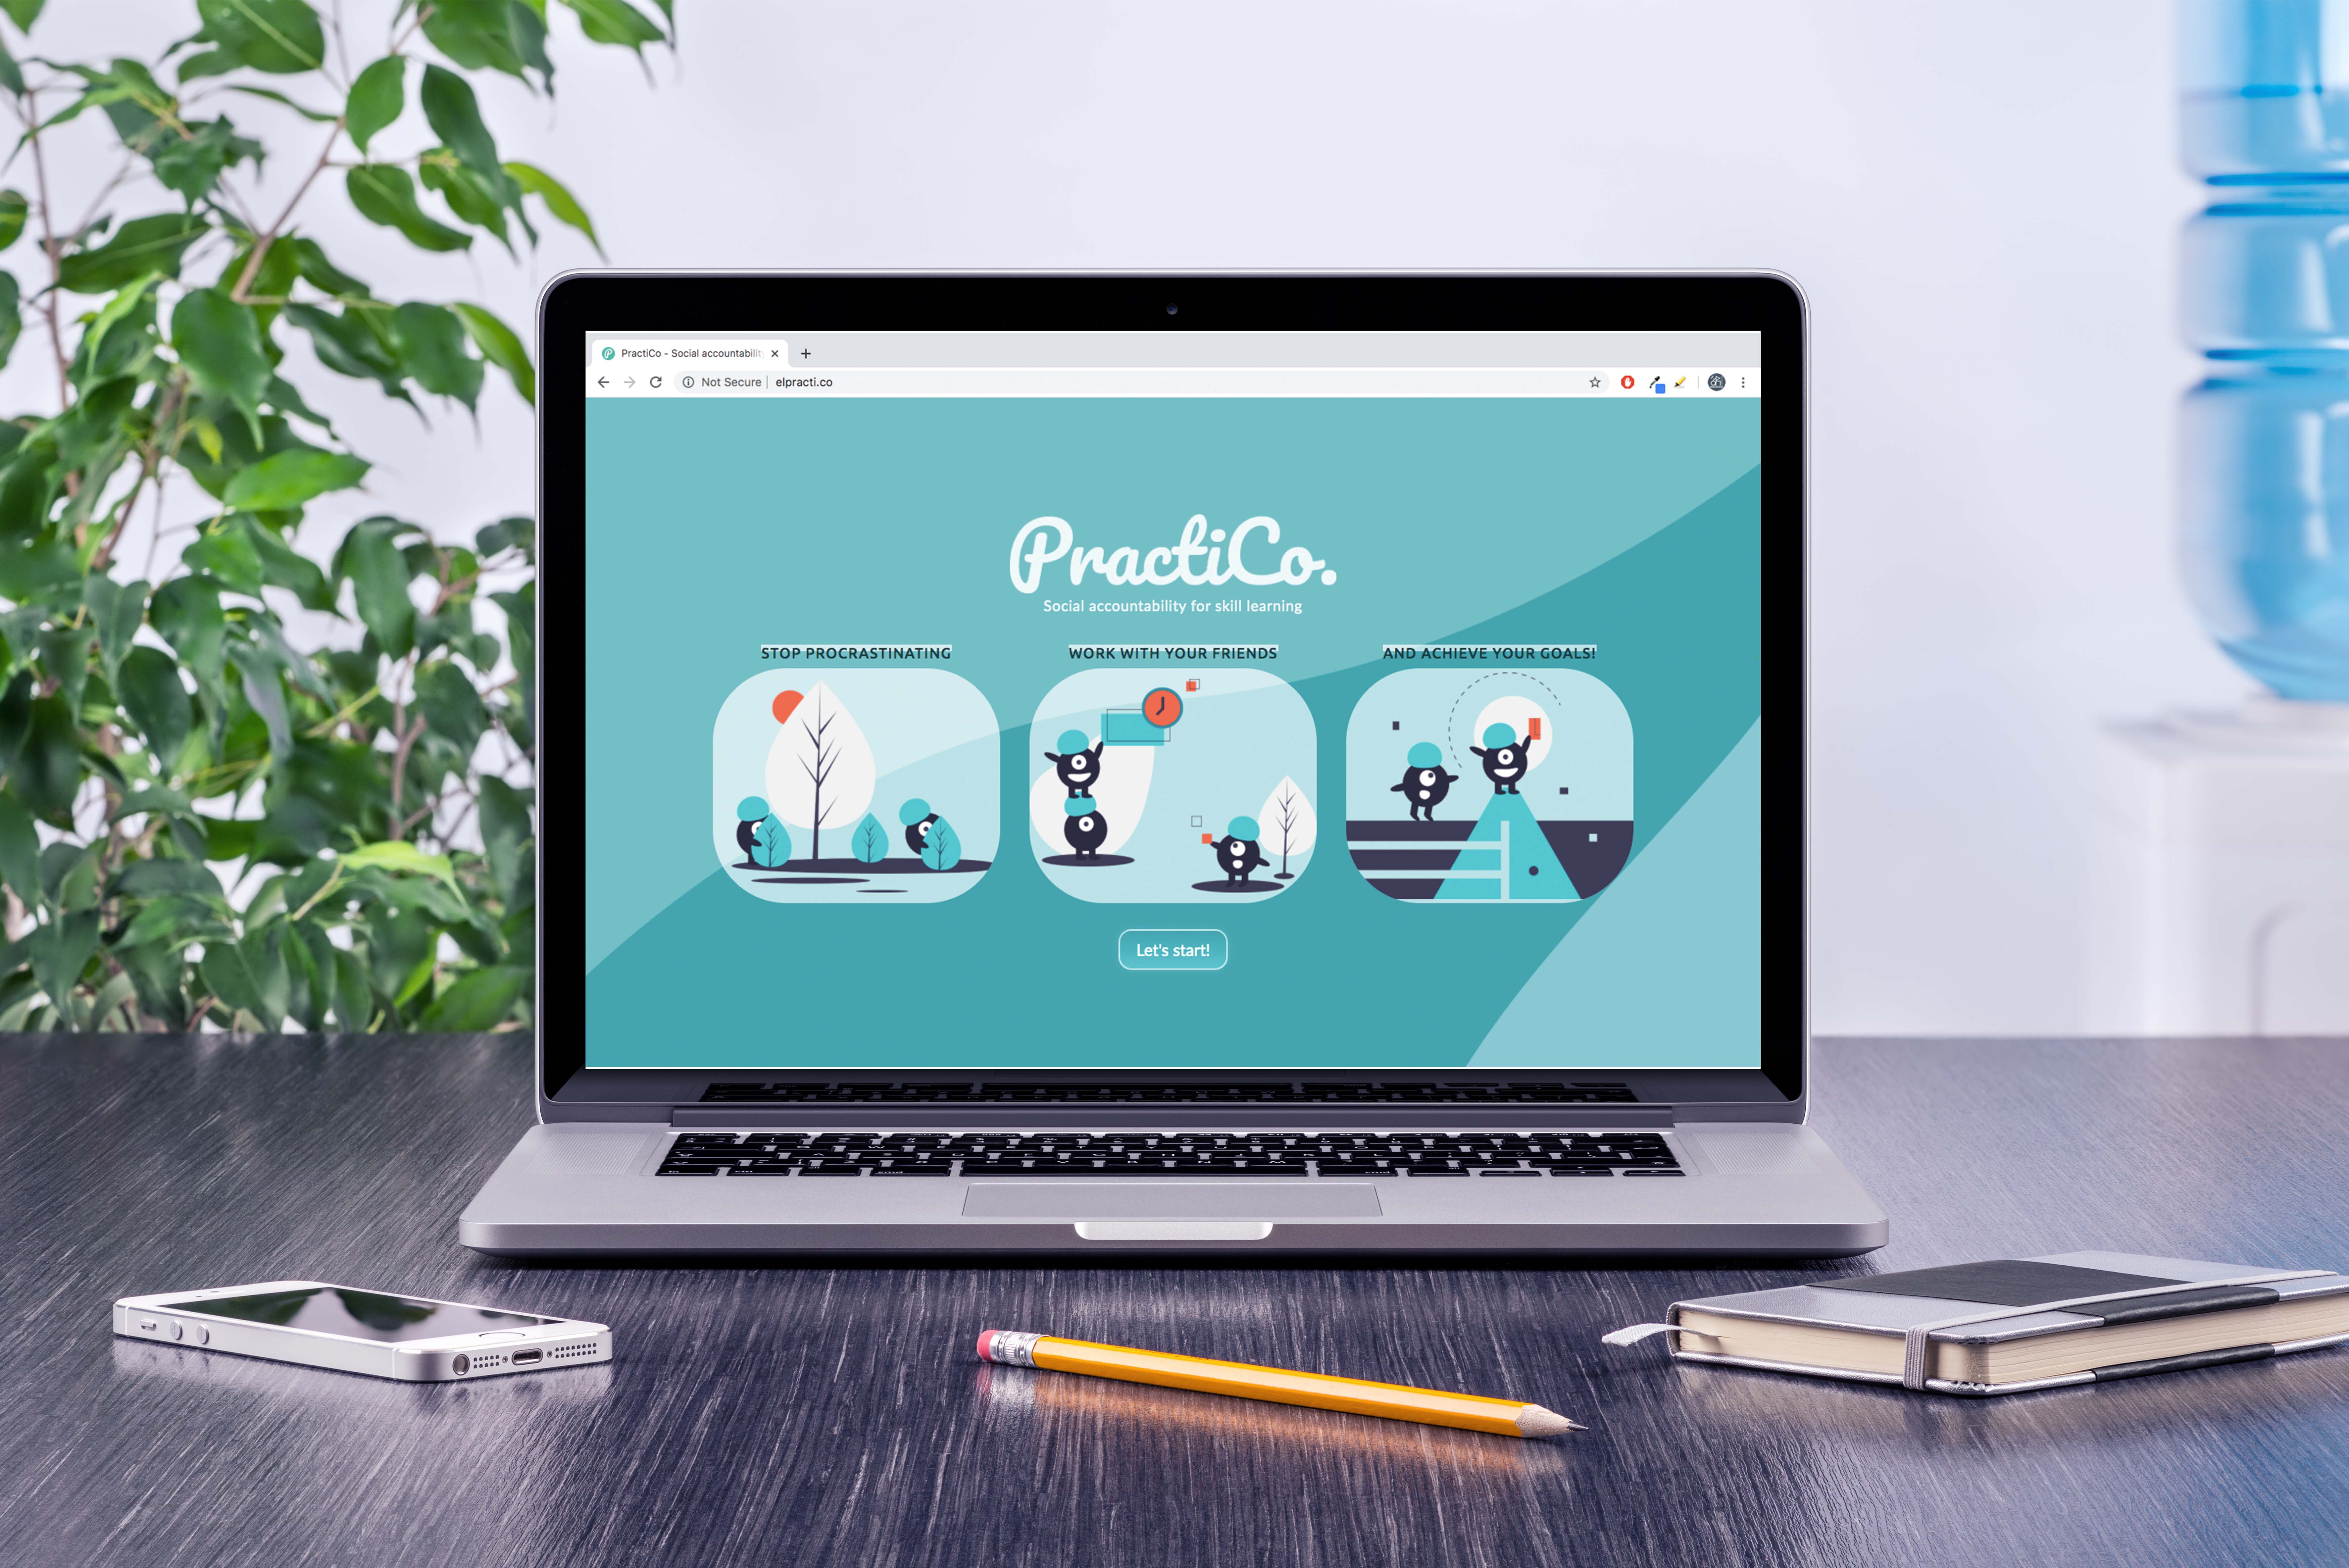 PractiCo - Social accountabilit
Not Secure elpracti.co
PractiCo.
Social accountability for skill learning
STOP PROCRASTINATING
WORK WITH YOUR FRIENDS
AND ACHIEVE YOUR GOALS!
Let's start!